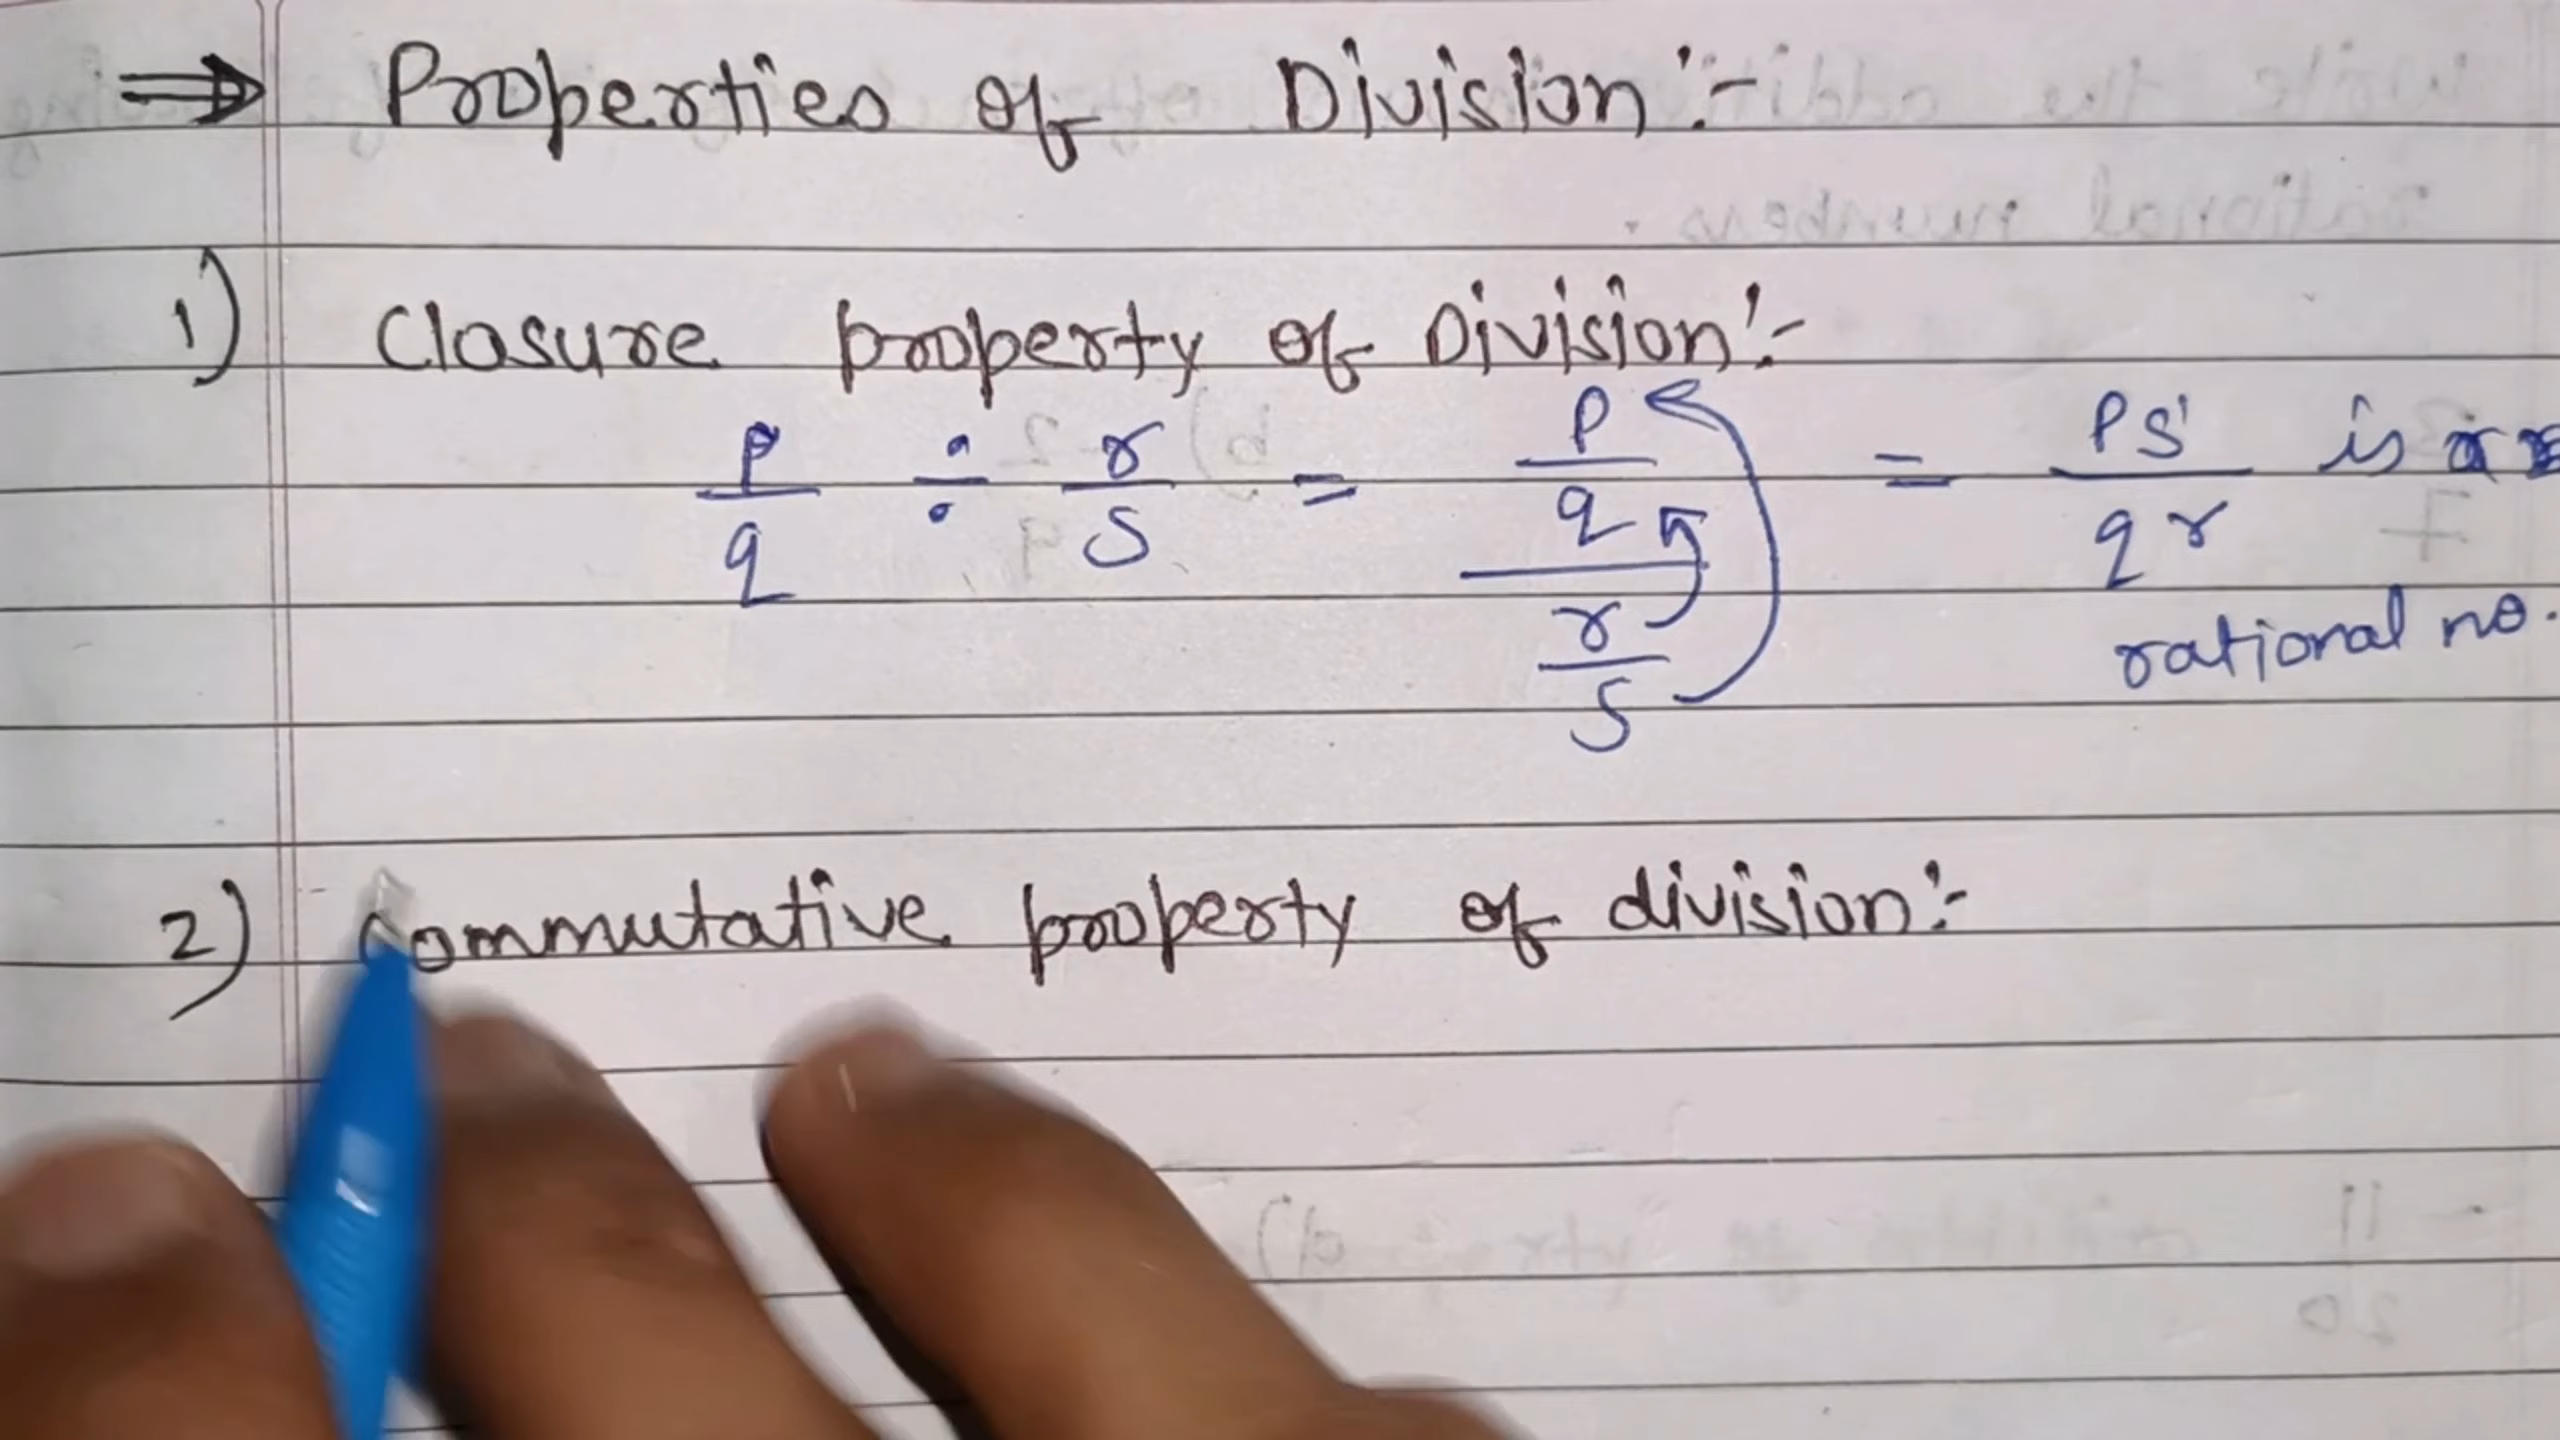 ⇒ Properties of Division:-
1) Closure property of Division:-
p/q ÷ r/s = p/q / r/s = ps/qr is
rational no.
2) Commutative property of division:-